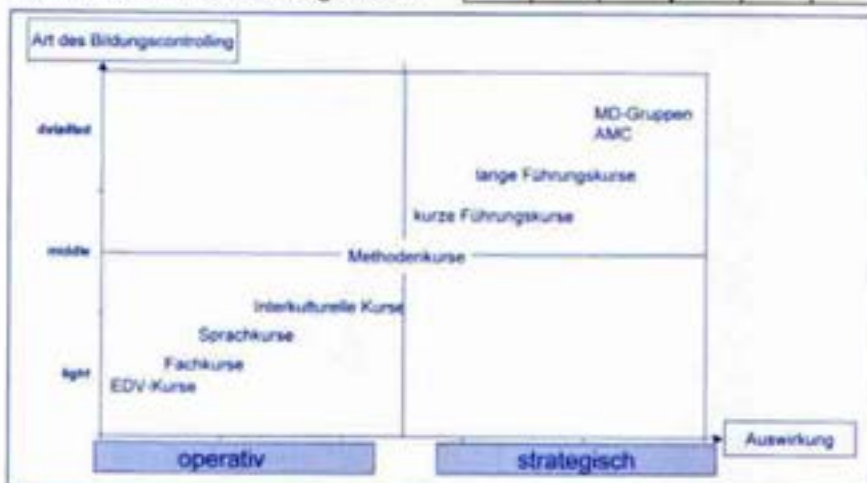 Art des Bildungscontrolling
detailled
MD-Gruppen
AMC
lange Führungskurse
kurze Führungskurse
middle
Methodenkurse
Interkulturelle Kurse
Sprachkurse
Fachkurse
light
EDV-Kurse
Auswirkung
operativ
strategisch